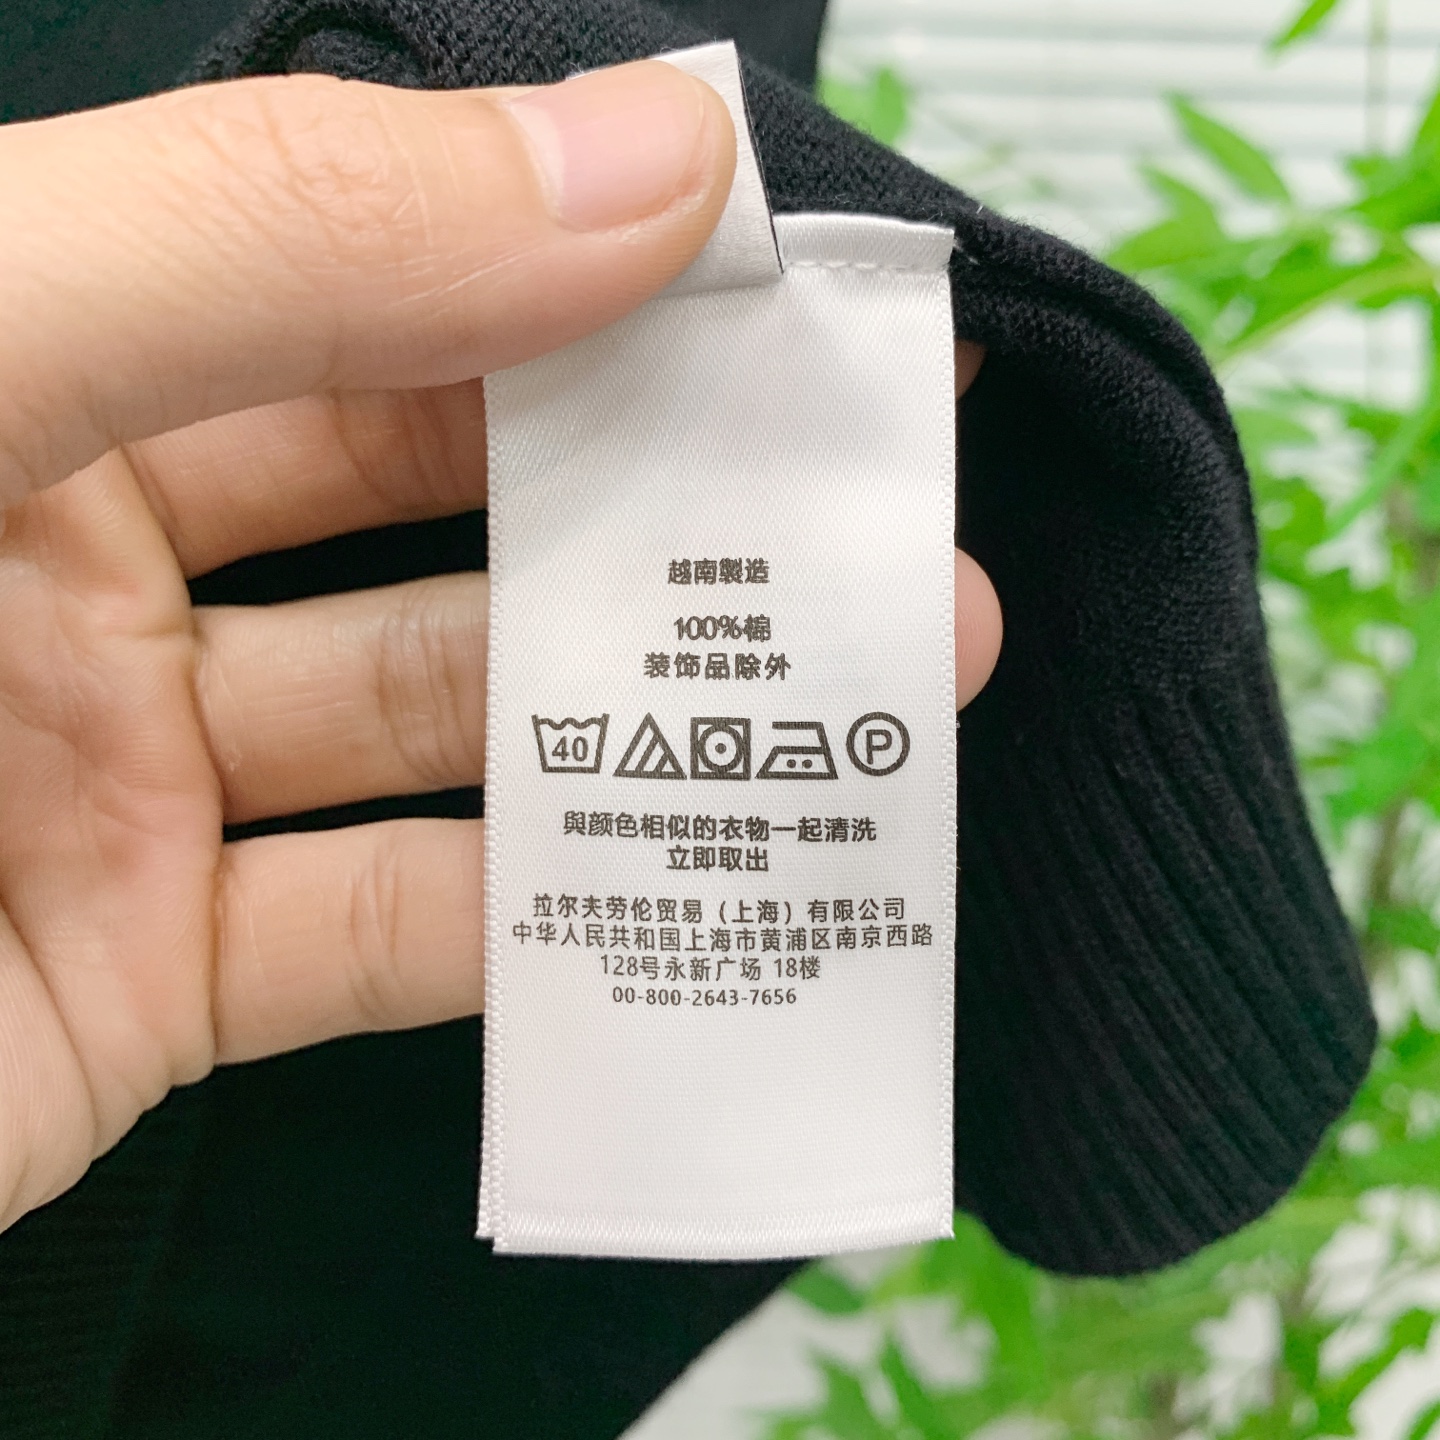 越南製造
100%棉
装饰品除外
40
P
與颜色相似的衣物一起清洗
立即取出
拉尔夫劳伦贸易（上海）有限公司
中华人民共和国上海市黄浦区南京西路
128号永新广场 18楼
00-800-2643-7656